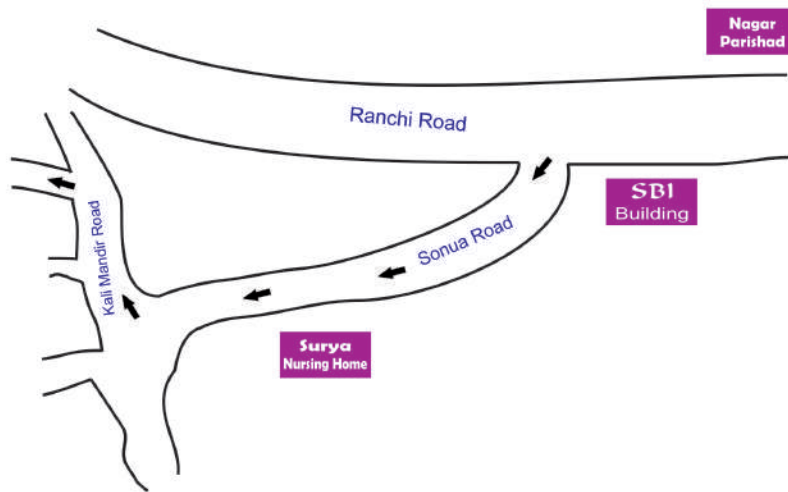 Nagar
Parishad
Ranchi Road
SBI
Building
Sonua Road
Kali Mandir Road
Surya
Nursing Home